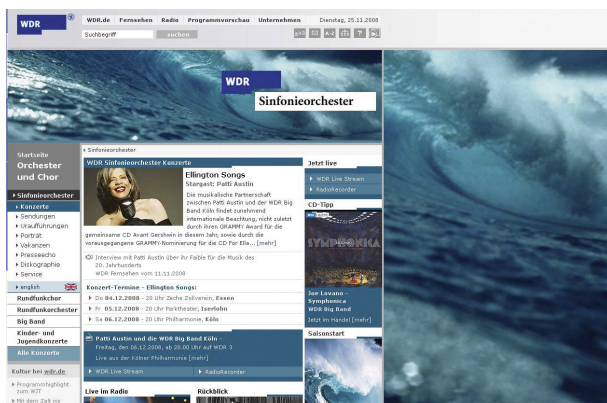 WDR
WDR.de Fernsehen Radio Programmvorschau Unternehmen
Dienstag, 25.11.2008
Suchbegriff
suchen
A-Z
?
WDR
Sinfonieorchester
Startseite
Orchester
und Chor
Sinfonieorchester
Konzerte
Sendungen
Uraufführungen
Porträt
Vakanzen
Presseecho
Diskographie
Service
english
Rundfunkchor
Rundfunkorchester
Big Band
Kinder- und
Jugendkonzerte
Alle Konzerte
Kultur bei wdr.de
Programmhighlight
zum WJT
Mit dem Zelt ins
Sinfonieorchester
WDR Sinfonieorchester Konzerte
Ellington Songs
Stargast: Patti Austin
Die musikalische Partnerschaft
zwischen Patti Austin und der WDR Big
Band Köln findet zunehmend
internationale Beachtung, nicht zuletzt
durch ihren GRAMMY Award für die
gemeinsame CD Avant Gershwin in diesem Jahr, sowie durch die
vorausgegangene GRAMMY-Nominierung für die CD For Ella... [mehr]
Interview mit Patti Austin über ihr Faible für die Musik des
20. Jahrhunderts
WDR Fernsehen vom 11.11.2008
Konzert-Termine - Ellington Songs:
Do 04.12.2008 - 20 Uhr Zeche Zollverein, Essen
Fr 05.12.2008 - 20 Uhr Parktheater, Iserlohn
Sa 06.12.2008 - 20 Uhr Philharmonie, Köln
Patti Austin und die WDR Big Band Köln -
Freitag, den 06.12.2008, ab 20.00 Uhr auf WDR 3
Live aus der Kölner Philharmonie [mehr]
WDR Live Stream
RadioRecorder
Live im Radio
Rückblick
Jetzt live
WDR Live Stream
RadioRecorder
CD-Tipp
SYMPHONICA
Joe Lovano -
Symphonica
WDR Big Band
Jetzt im Handel [mehr]
Saisonstart